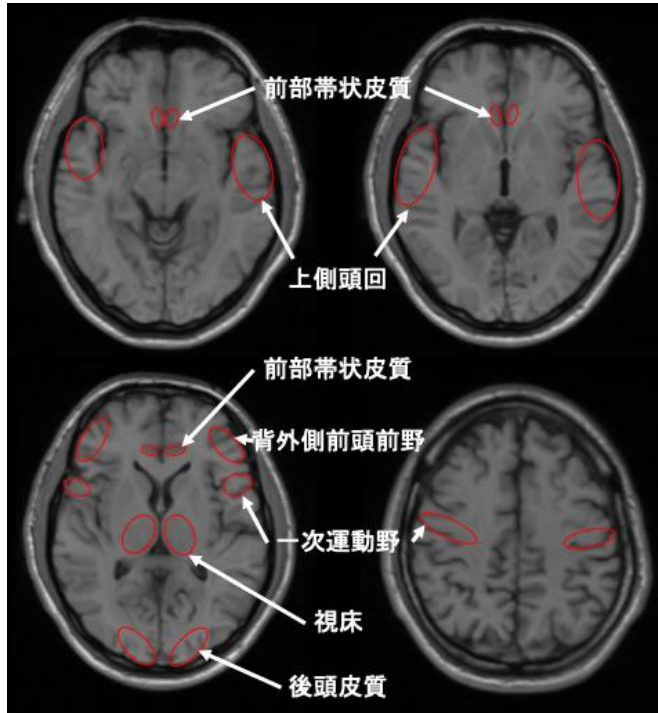 前部帯状皮質
上側頭回
前部帯状皮質
背外側前頭前野
一次運動野
視床
後頭皮質